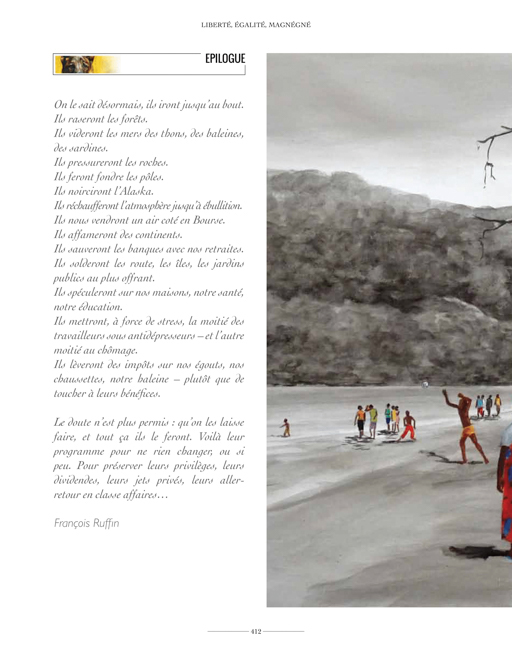 LIBERTÉ, ÉGALITÉ, MAGNÉGNÉ
EPILOGUE
On le sait désormais, ils iront jusqu'au bout.
Ils raseront les forêts.
Ils videront les mers des thons, des baleines,
des sardines.
Ils pressureront les roches.
Ils feront fondre les pôles.
Ils noirciront l'Alaska.
Ils réchaufferont l'atmosphère jusqu'à ébullition.
Ils nous vendront un air coté en Bourse.
Ils affameront des continents.
Ils sauveront les banques avec nos retraites.
Ils solderont les route, les îles, les jardins
publics au plus offrant.
Ils spéculeront sur nos maisons, notre santé,
notre éducation.
Ils mettront, à force de stress, la moitié des
travailleurs sous antidépresseurs – et l'autre
moitié au chômage.
Ils lèveront des impôts sur nos égouts, nos
chaussettes, notre haleine – plutôt que de
toucher à leurs bénéfices.
Le doute n'est plus permis : qu'on les laisse
faire, et tout ça ils le feront. Voilà leur
programme pour ne rien changer, ou si
peu. Pour préserver leurs privilèges, leurs
dividendes, leurs jets privés, leurs aller-
retour en classe affaires…
François Ruffin
412